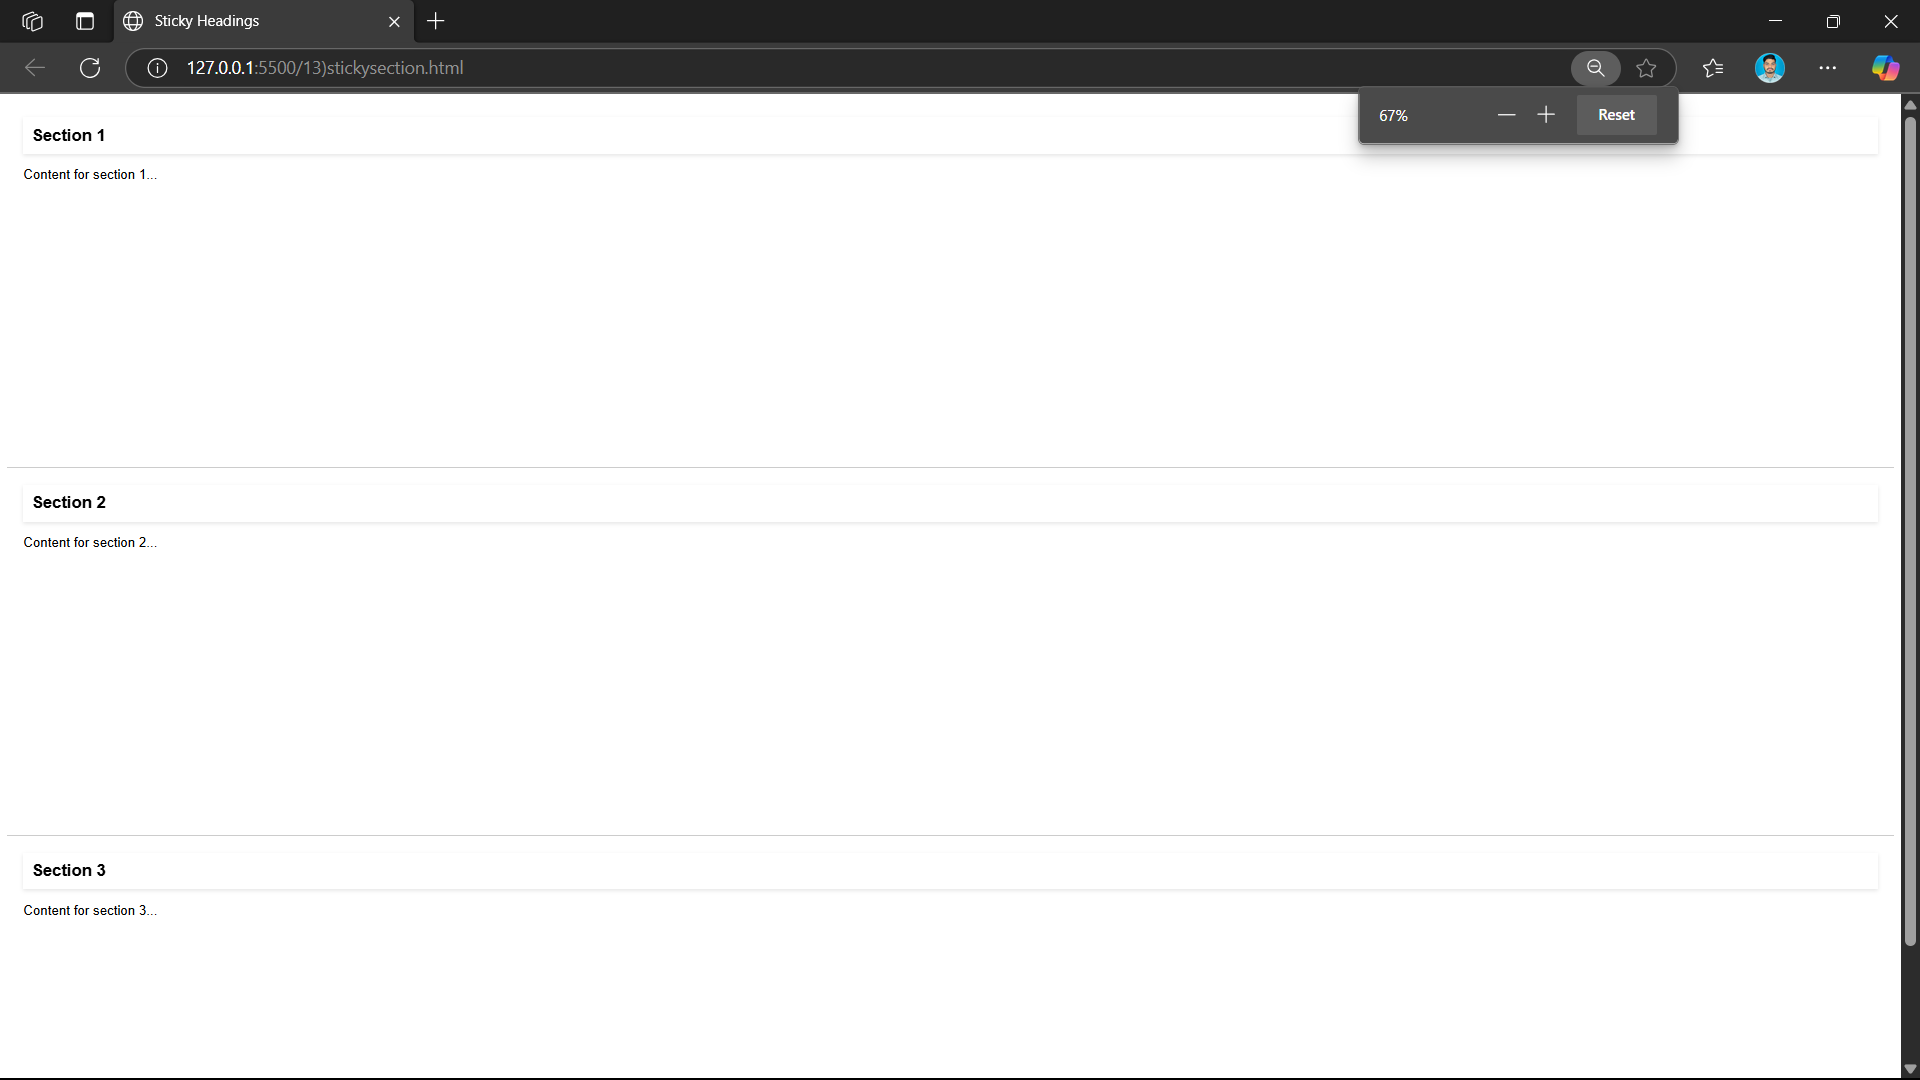 Sticky Headings
127.0.0.1:5500/13)stickysection.html
67%
Reset
Section 1
Content for section 1...
Section 2
Content for section 2...
Section 3
Content for section 3...